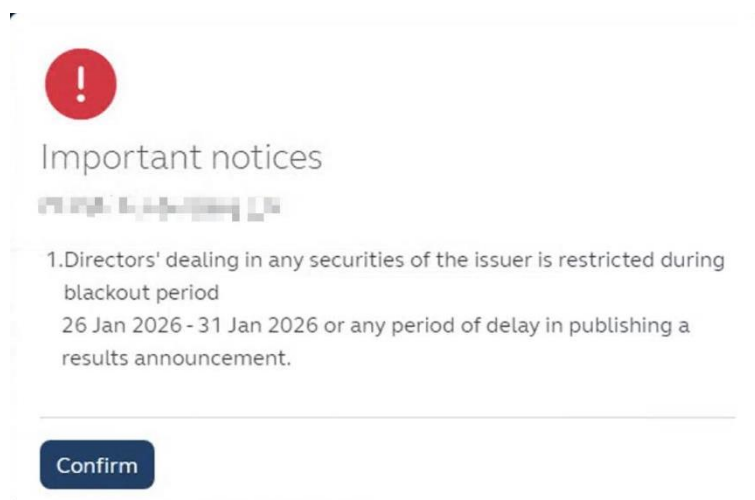 Important notices
1.Directors' dealing in any securities of the issuer is restricted during
blackout period
26 Jan 2026 - 31 Jan 2026 or any period of delay in publishing a
results announcement.
Confirm